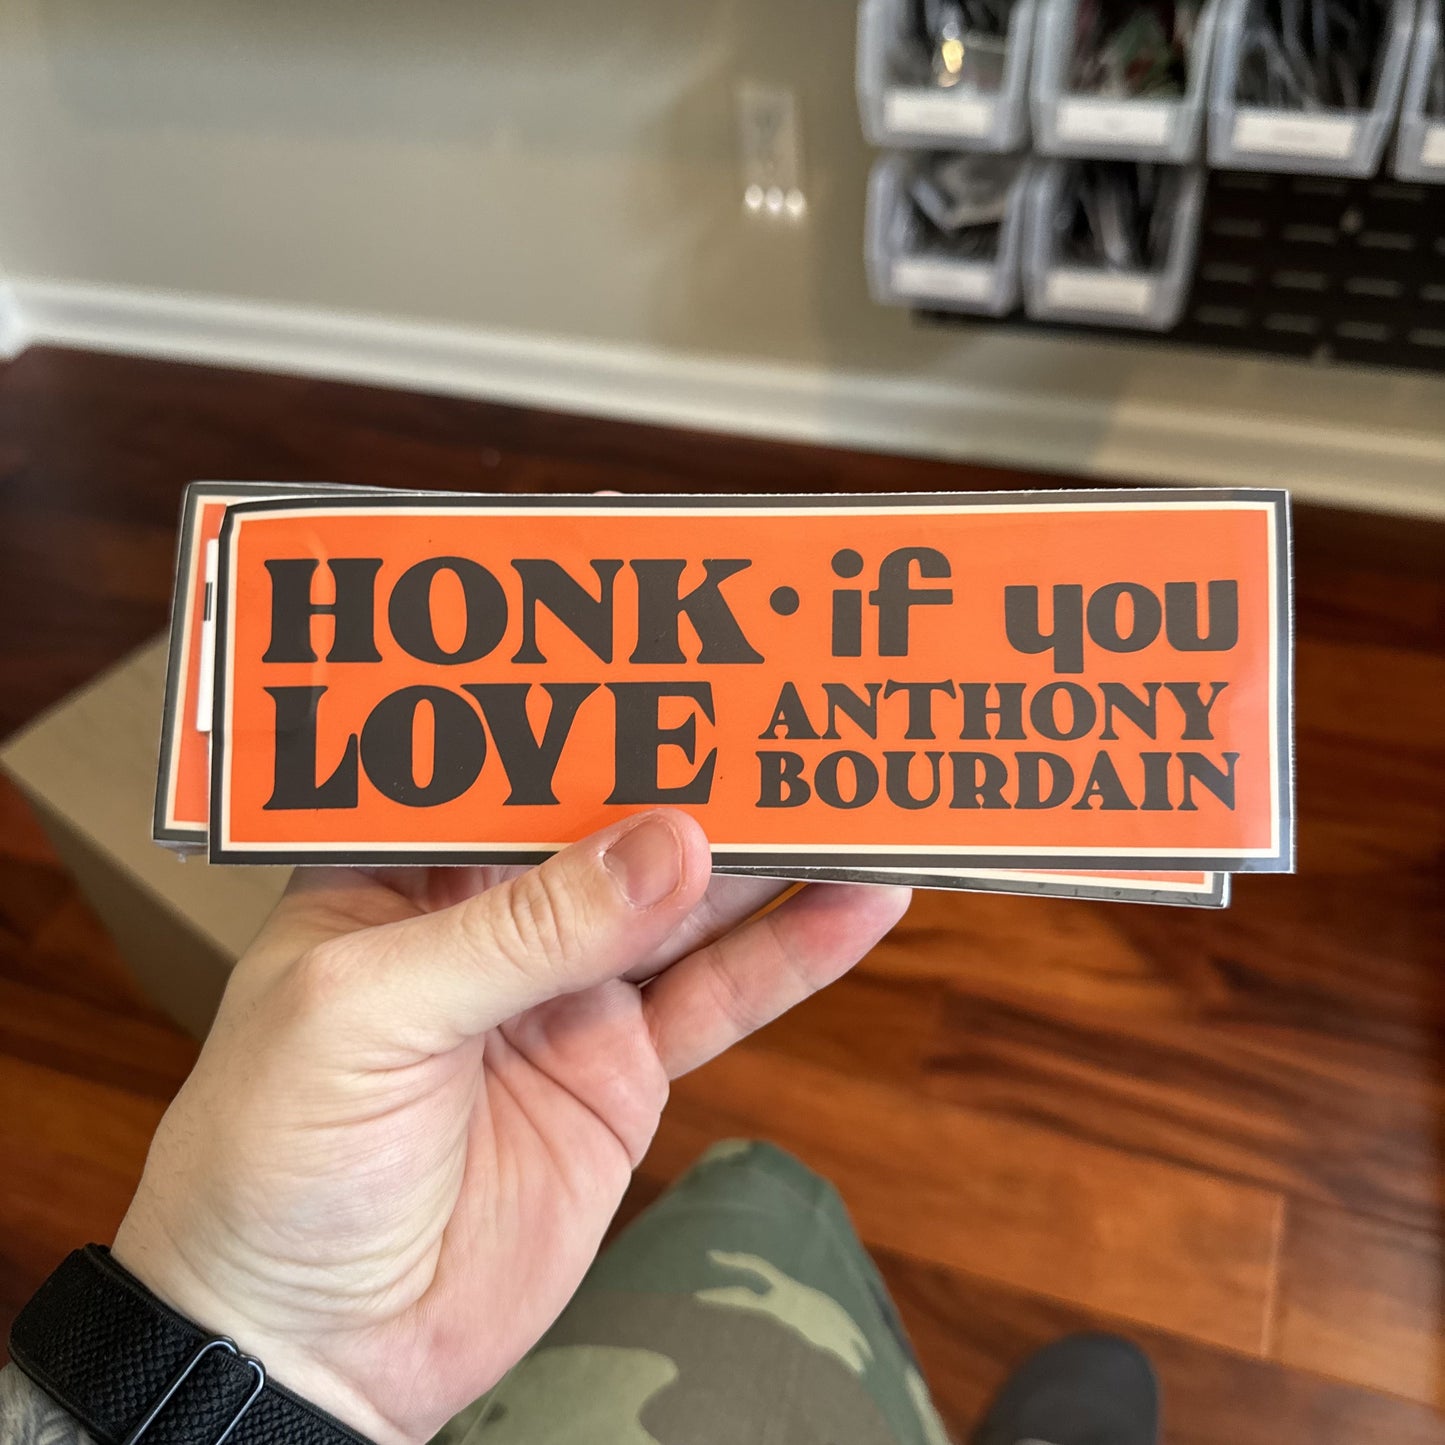 HONK • if you
LOVE ANTHONY
BOURDAIN